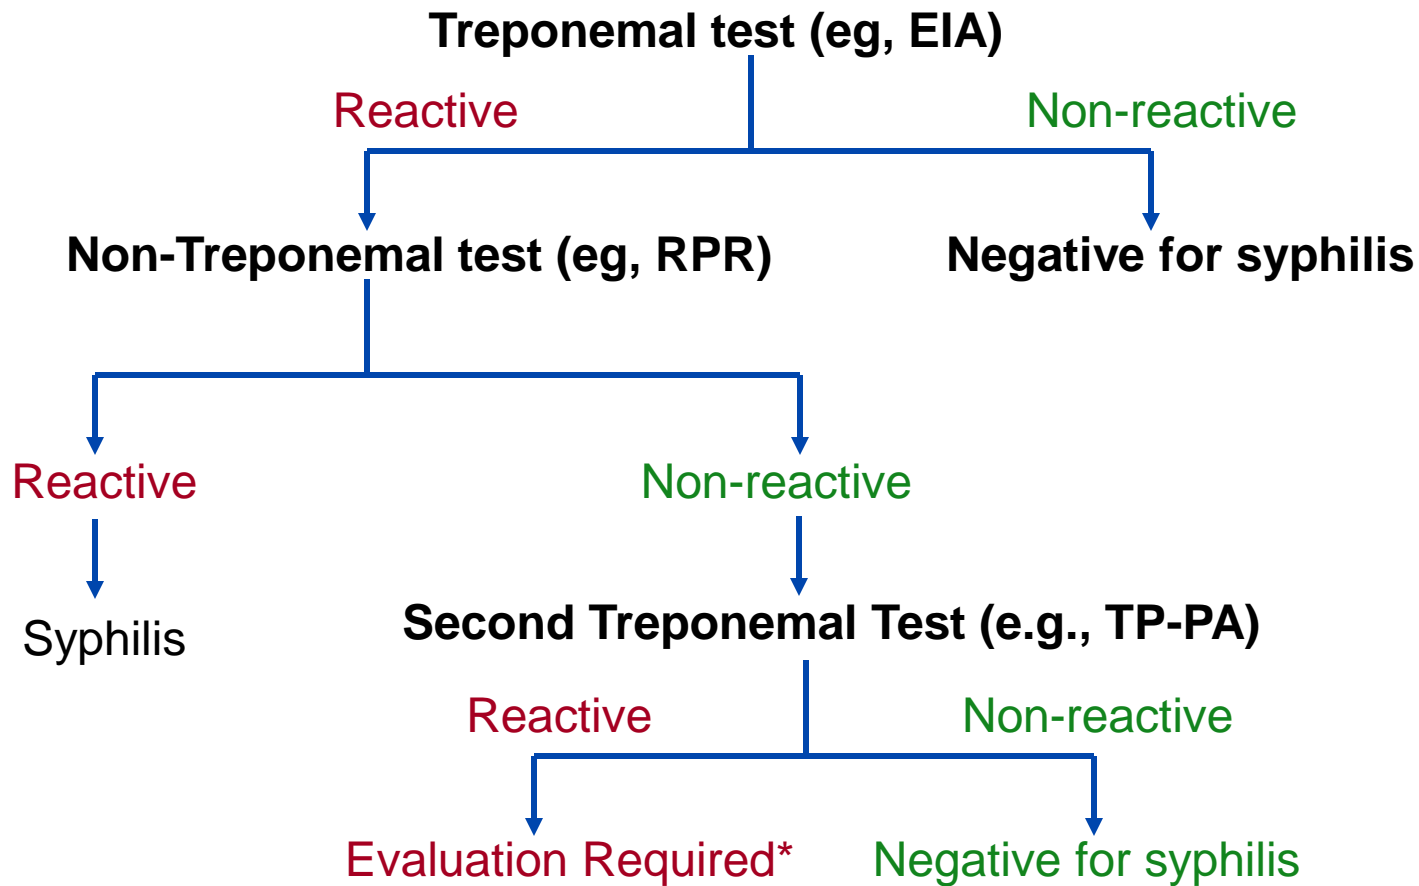 Treponemal test (eg, EIA)
Reactive
Non-reactive
Non-Treponemal test (eg, RPR)
Negative for syphilis
Reactive
Non-reactive
Syphilis
Second Treponemal Test (e.g., TP-PA)
Reactive
Non-reactive
Evaluation Required*
Negative for syphilis